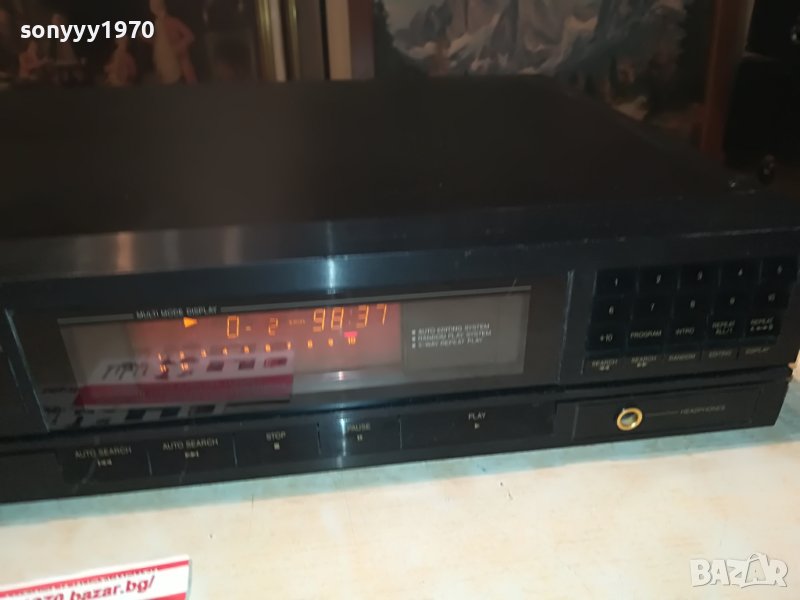 sonyyy1970
MULTI MODE DISPLAY
0- 2 98:37
AUTO EDITING SYSTEM
RANDOM PLAY SYSTEM
5-WAY REPEAT PLAY
1 2 3 4 5
6 7 8 9 10
+10 PROGRAM INTRO REPEAT ALL/1 REPEAT A↔B
SEARCH ◀◀ SEARCH ▶▶ RANDOM EDITING DISPLAY
AUTO SEARCH AUTO SEARCH STOP PAUSE PLAY
HEADPHONES
bazar.bg/
BAZAR